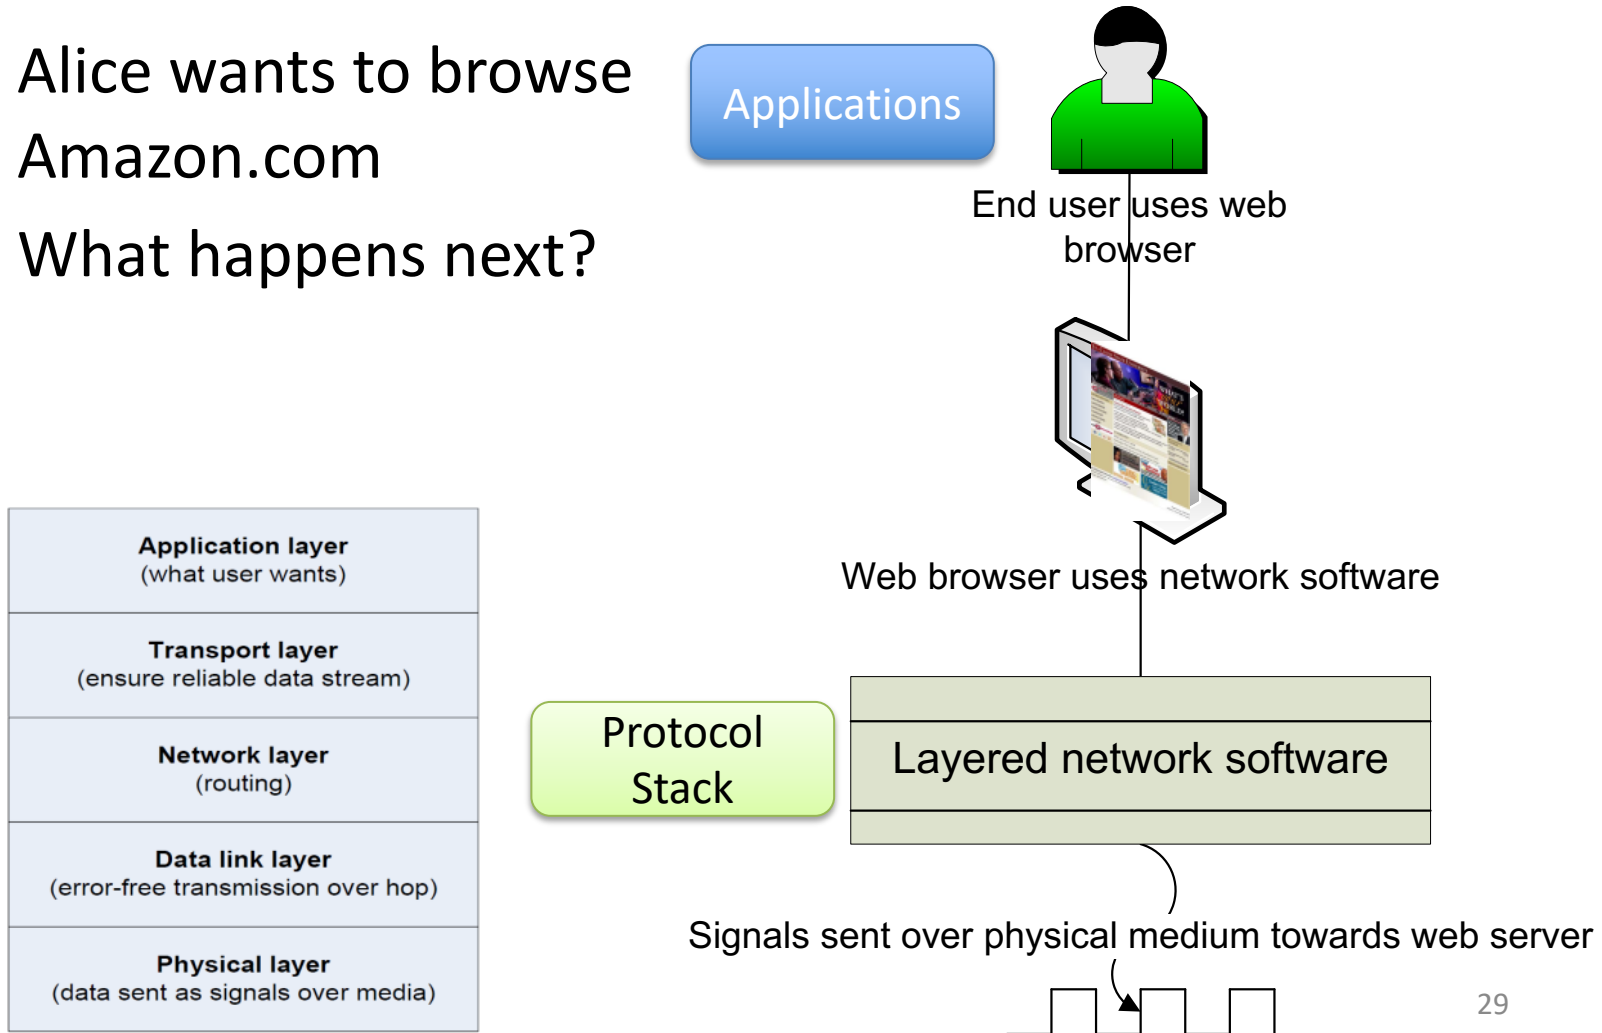 Alice wants to browse
Amazon.com
What happens next?
Applications
End user uses web
browser
Web browser uses network software
Application layer
(what user wants)
Transport layer
(ensure reliable data stream)
Network layer
(routing)
Data link layer
(error-free transmission over hop)
Physical layer
(data sent as signals over media)
Protocol
Stack
Layered network software
Signals sent over physical medium towards web server
29